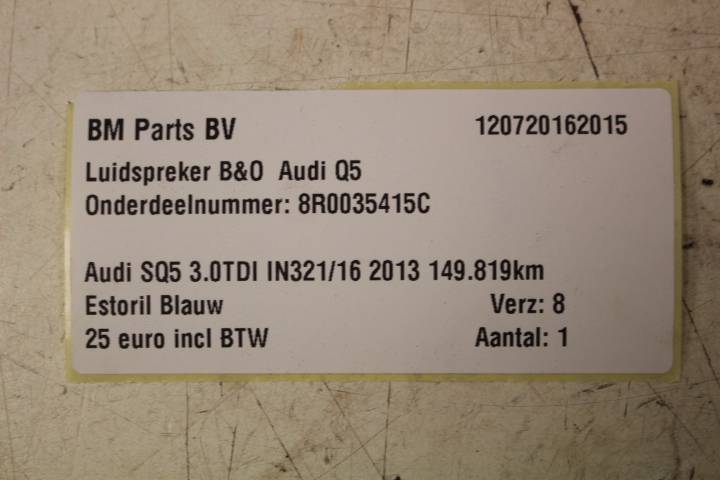 BM Parts BV 120720162015
Luidspreker B&O Audi Q5
Onderdeelnummer: 8R0035415C
Audi SQ5 3.0TDI IN321/16 2013 149.819km
Estoril Blauw Verz: 8
25 euro incl BTW Aantal: 1